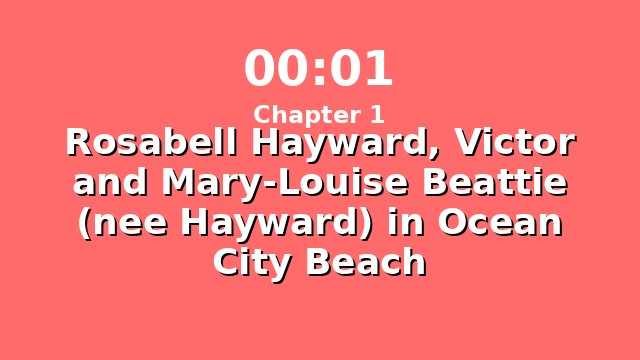 00:01
Chapter 1
Rosabell Hayward, Victor
and Mary-Louise Beattie
(nee Hayward) in Ocean
City Beach